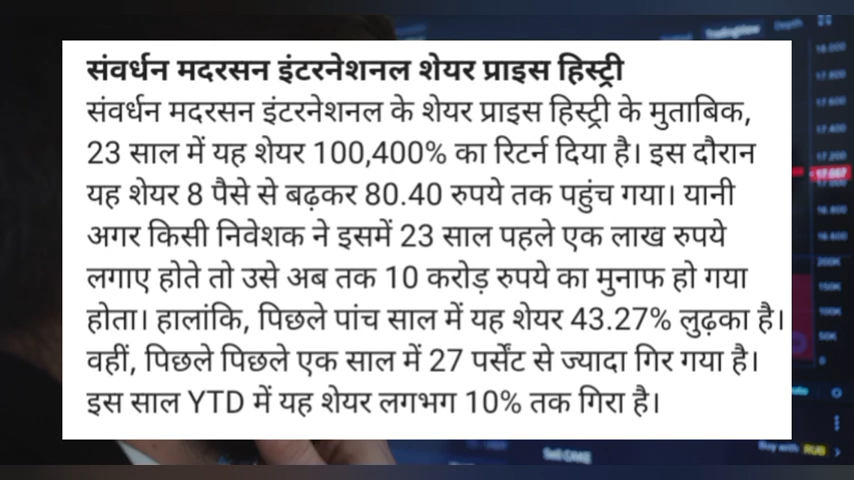 संवर्धन मदरसन इंटरनेशनल शेयर प्राइस हिस्ट्री
संवर्धन मदरसन इंटरनेशनल के शेयर प्राइस हिस्ट्री के मुताबिक,
23 साल में यह शेयर 100,400% का रिटर्न दिया है। इस दौरान
यह शेयर 8 पैसे से बढ़कर 80.40 रुपये तक पहुंच गया। यानी
अगर किसी निवेशक ने इसमें 23 साल पहले एक लाख रुपये
लगाए होते तो उसे अब तक 10 करोड़ रुपये का मुनाफ हो गया
होता। हालांकि, पिछले पांच साल में यह शेयर 43.27% लुढ़का है।
वहीं, पिछले पिछले एक साल में 27 पर्सेंट से ज्यादा गिर गया है।
इस साल YTD में यह शेयर लगभग 10% तक गिरा है।